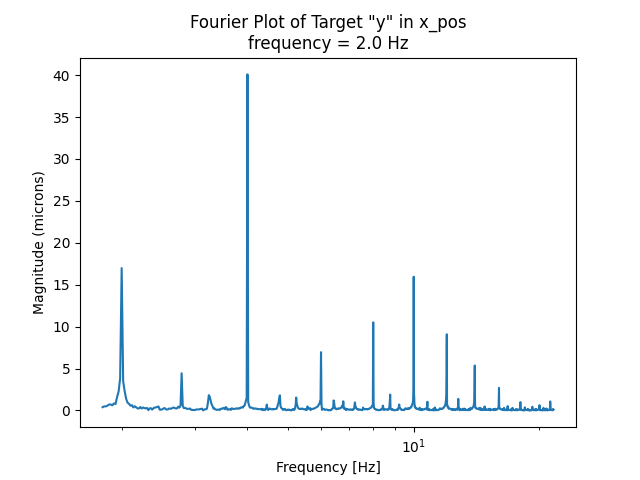 Fourier Plot of Target "y" in x_pos
frequency = 2.0 Hz
Magnitude (microns)
40
35
30
25
20
15
10
5
0
10¹
Frequency [Hz]